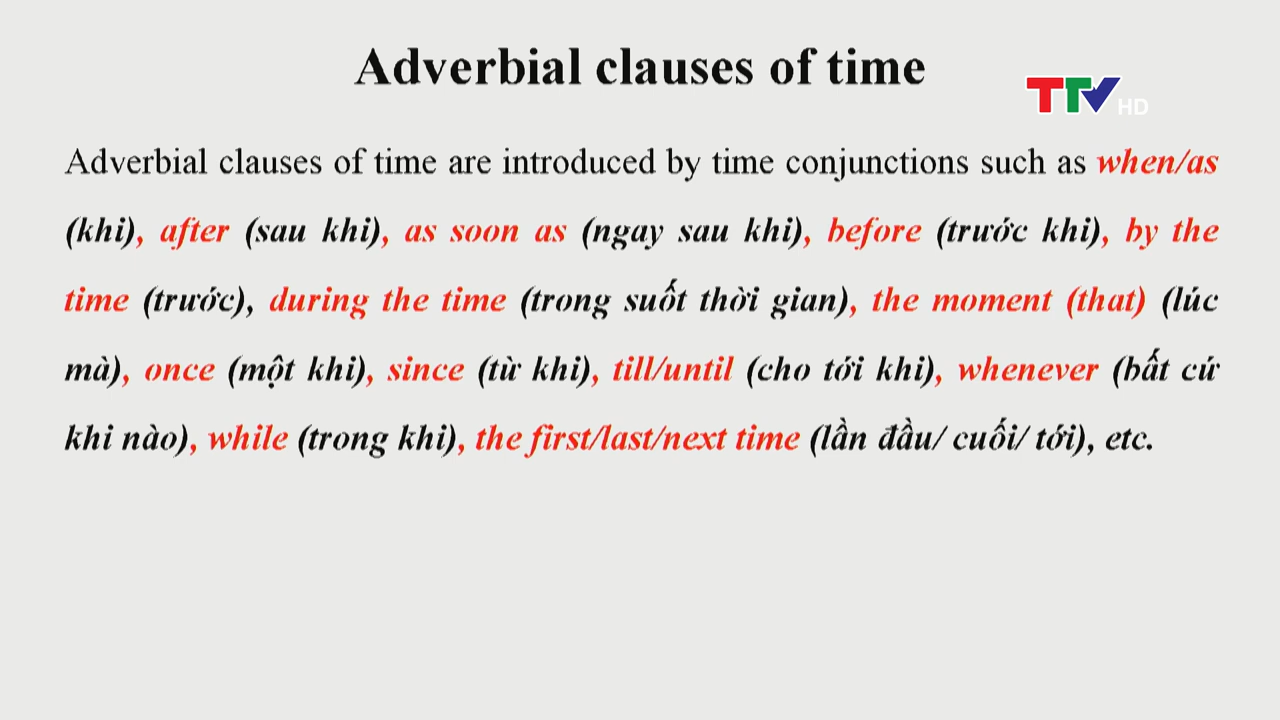 Adverbial clauses of time
TTV HD
Adverbial clauses of time are introduced by time conjunctions such as when/as
(khi), after (sau khi), as soon as (ngay sau khi), before (trước khi), by the
time (trước), during the time (trong suốt thời gian), the moment (that) (lúc
mà), once (một khi), since (từ khi), till/until (cho tới khi), whenever (bất cứ
khi nào), while (trong khi), the first/last/next time (lần đầu/ cuối/ tới), etc.